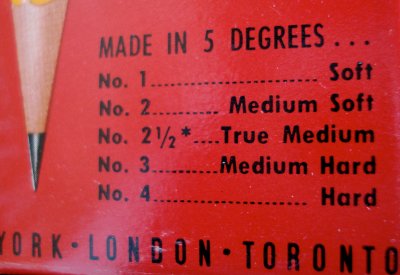 MADE IN 5 DEGREES ...
No. 1.................... Soft
No. 2.......... Medium Soft
No. 2½*....True Medium
No. 3..........Medium Hard
No. 4.................... Hard
YORK · LONDON · TORONTO